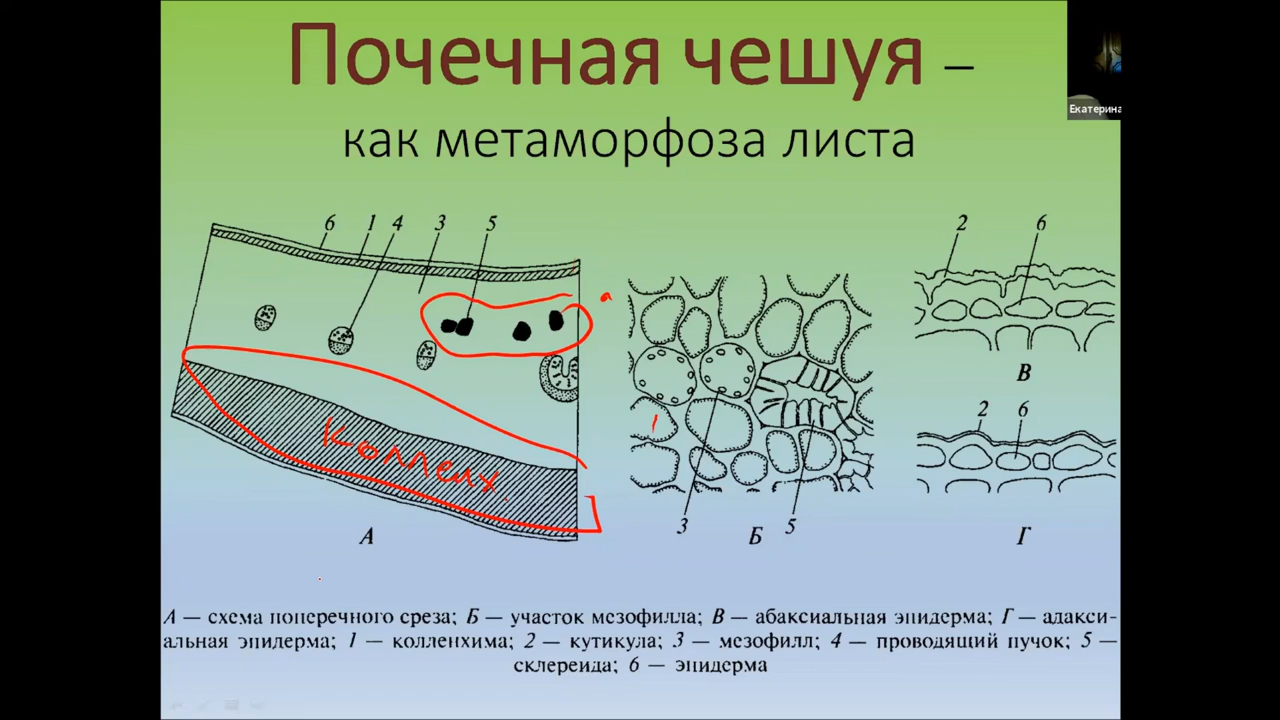 Почечная чешуя –
как метаморфоза листа
Екатерина
6 1 4 3 5
2 6
В
2 6
Колленх.
3 5
А Б Г
А — схема поперечного среза; Б — участок мезофилла; В — абаксиальная эпидерма; Г — адакси-
альная эпидерма; 1 — колленхима; 2 — кутикула; 3 — мезофилл; 4 — проводящий пучок; 5 —
склереида; 6 — эпидерма